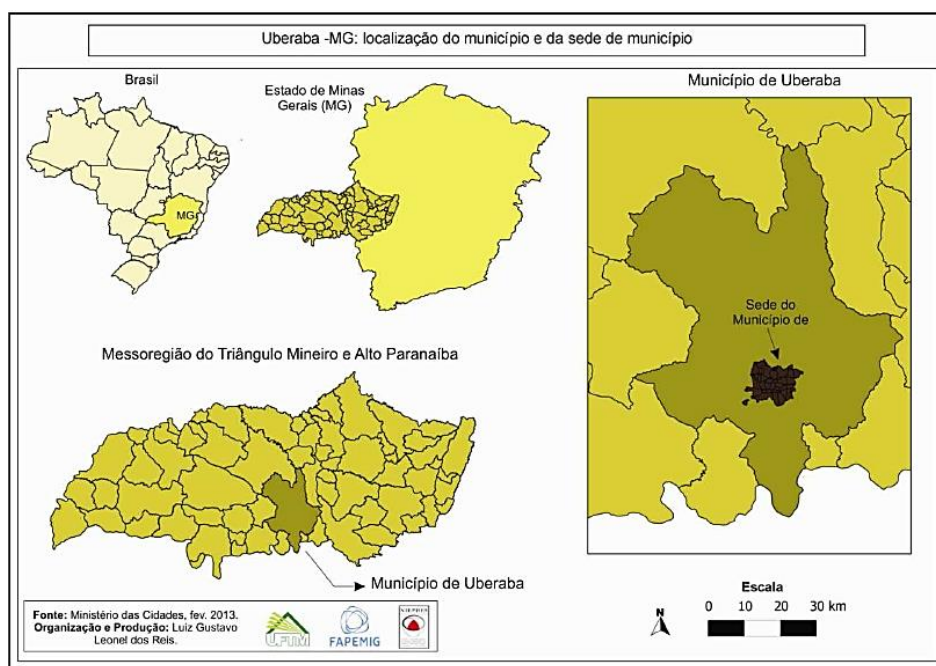 Uberaba -MG: localização do município e da sede de município
Brasil
MG
Estado de Minas
Gerais (MG)
Município de Uberaba
Sede do
Município de
Messoregião do Triângulo Mineiro e Alto Paranaíba
Município de Uberaba
Fonte: Ministério das Cidades, fev. 2013.
Organização e Produção: Luiz Gustavo
Leonel dos Reis.
UFTM
FAPEMIG
N
Escala
0 10 20 30 km